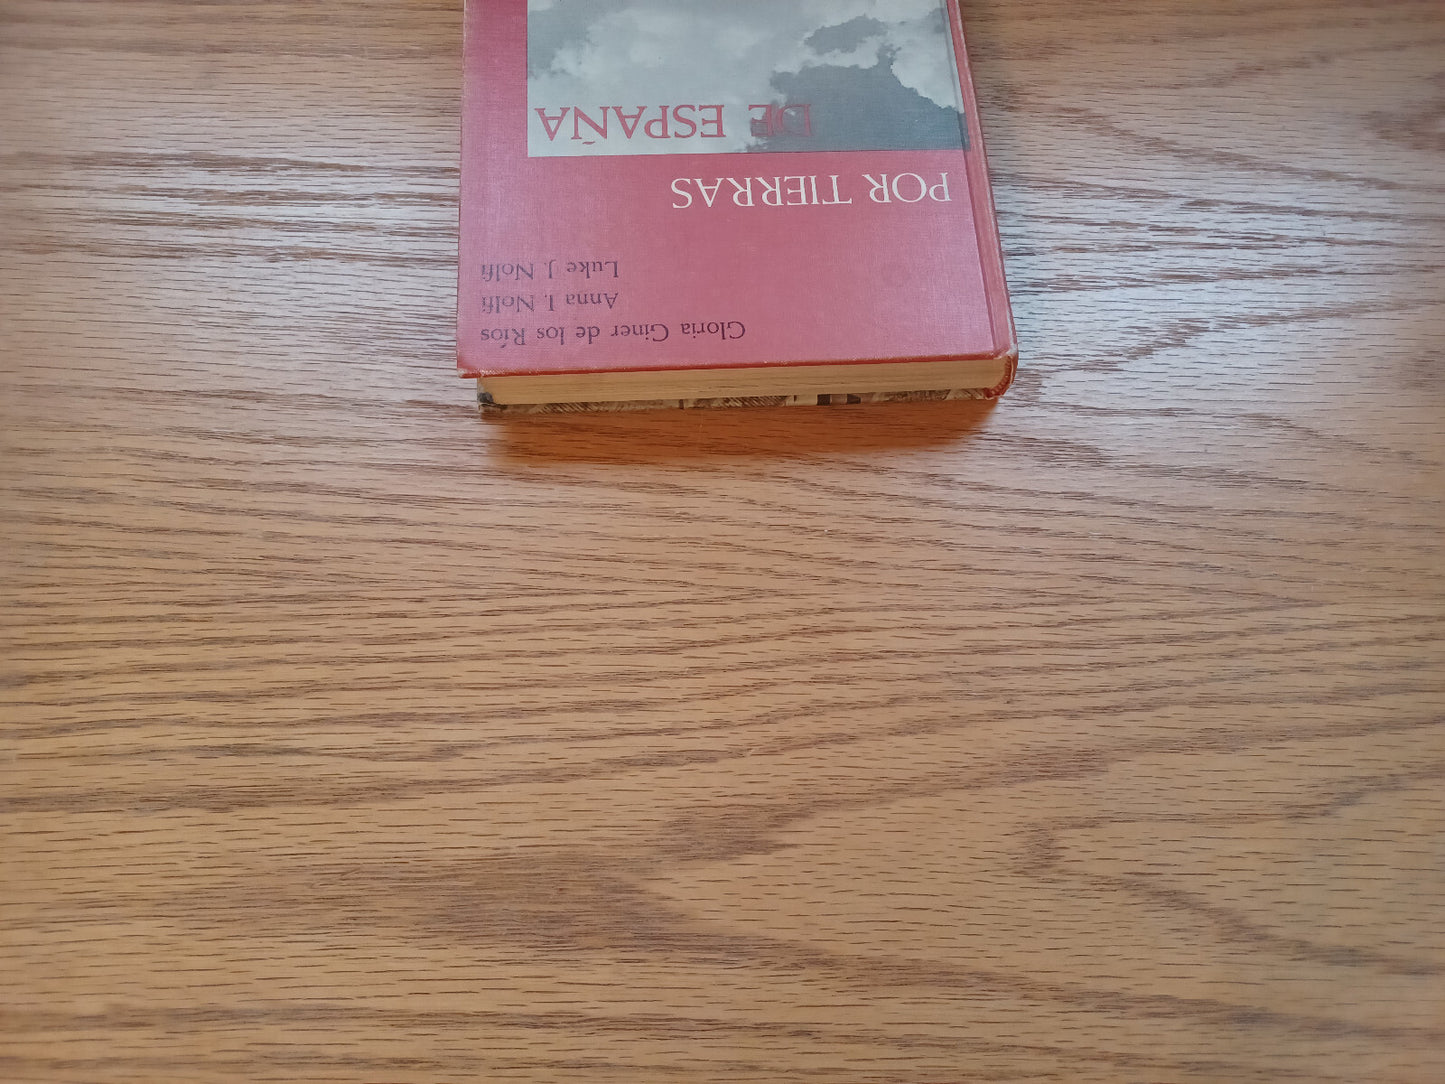 Gloria Giner de los Ríos
Anna I. Nolfi
Luke J. Nolfi
POR TIERRAS
DE ESPAÑA